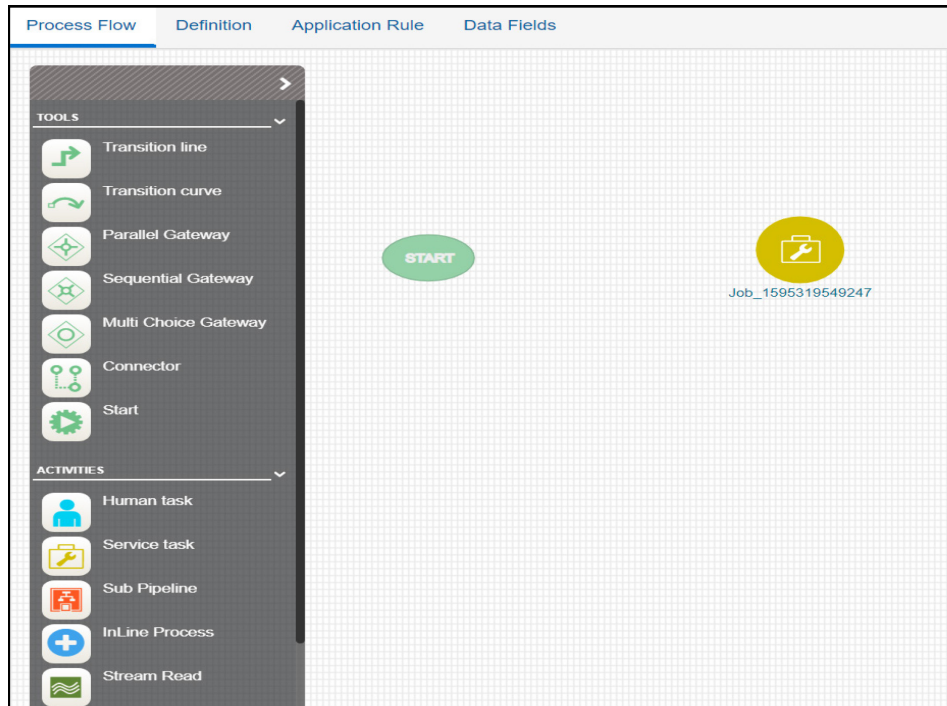 Process Flow Definition Application Rule Data Fields
TOOLS
Transition line
Transition curve
Parallel Gateway
Sequential Gateway
Multi Choice Gateway
Connector
Start
ACTIVITIES
Human task
Service task
Sub Pipeline
InLine Process
Stream Read
START
Job_1595319549247